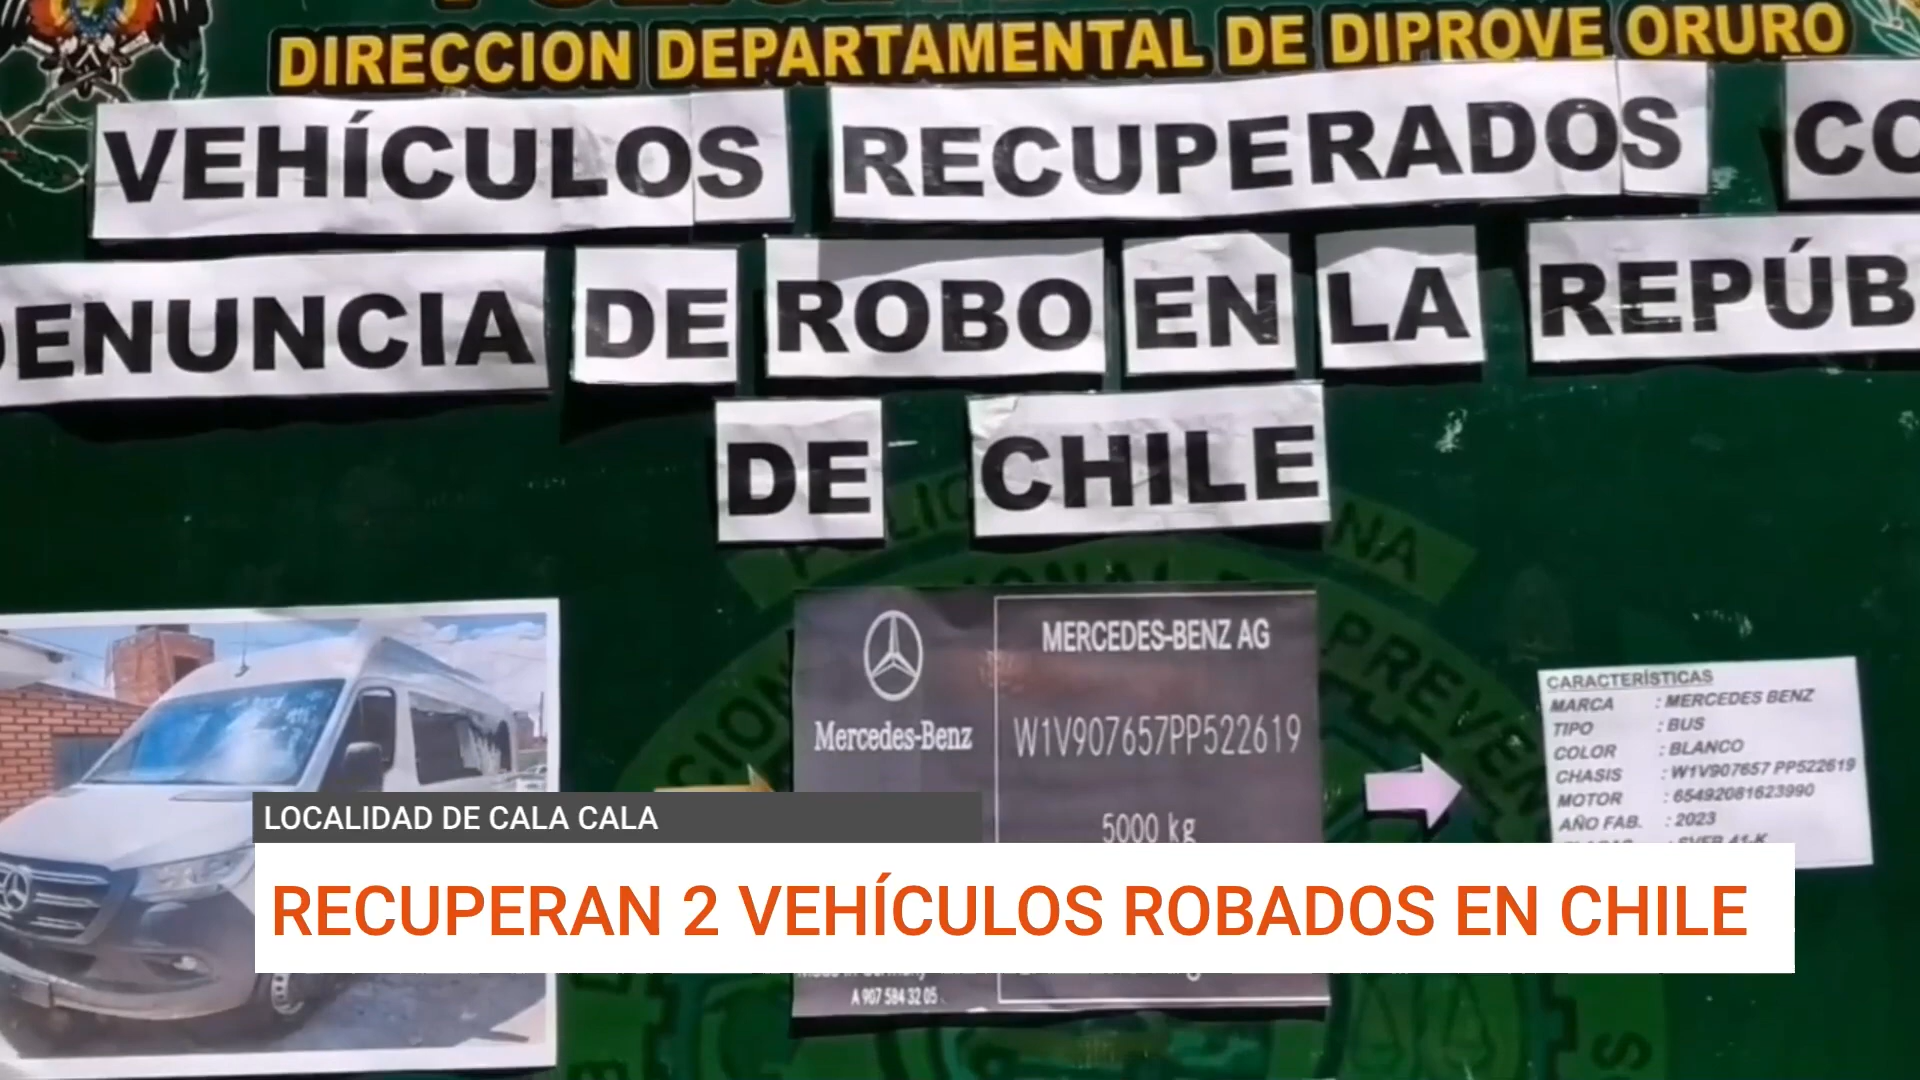 DIRECCION DEPARTAMENTAL DE DIPROVE ORURO
VEHÍCULOS RECUPERADOS CO
DENUNCIA DE ROBO EN LA REPÚB
DE CHILE
Mercedes-Benz
MERCEDES-BENZ AG
W1V907657PP522619
5000 kg
A 907 584 32 05
CARACTERÍSTICAS
MARCA : MERCEDES BENZ
TIPO : BUS
COLOR : BLANCO
CHASIS : W1V907657 PP522619
MOTOR : 65492081623990
AÑO FAB. : 2023
LOCALIDAD DE CALA CALA
RECUPERAN 2 VEHÍCULOS ROBADOS EN CHILE